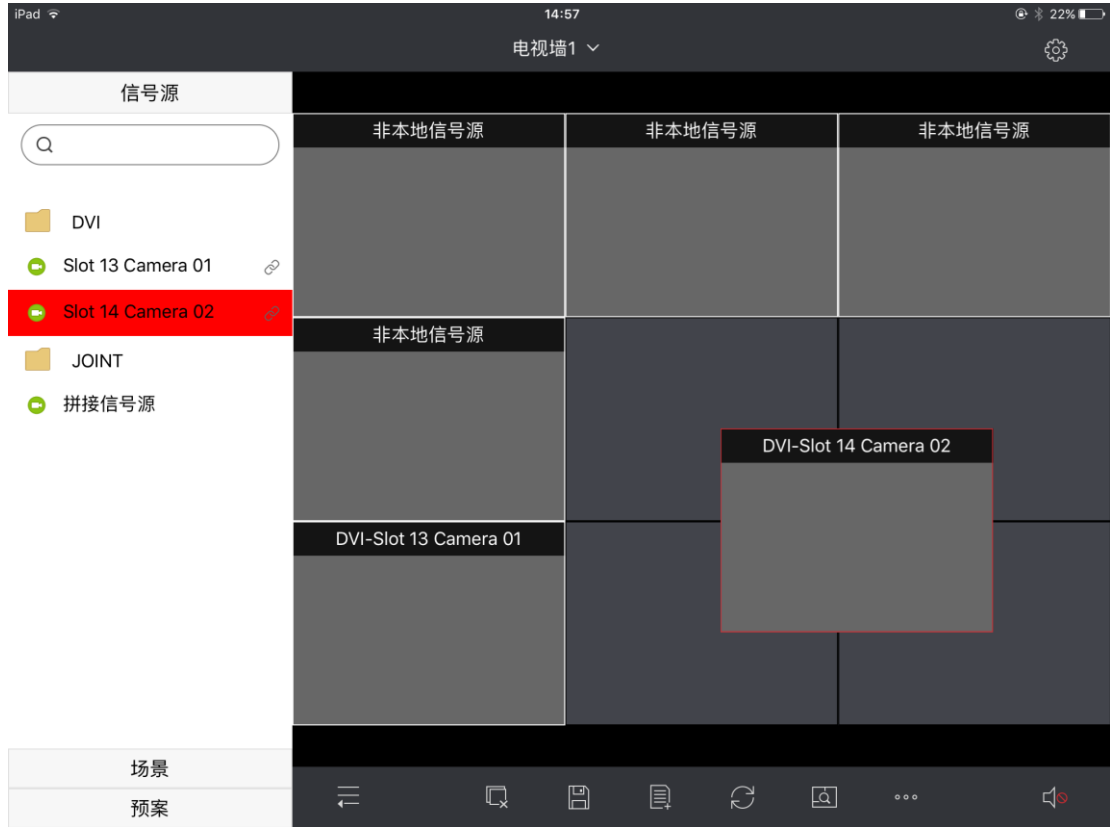 iPad
14:57
22%
电视墙1
信号源
DVI
Slot 13 Camera 01
Slot 14 Camera 02
JOINT
拼接信号源
场景
预案
非本地信号源
非本地信号源
非本地信号源
非本地信号源
DVI-Slot 14 Camera 02
DVI-Slot 13 Camera 01